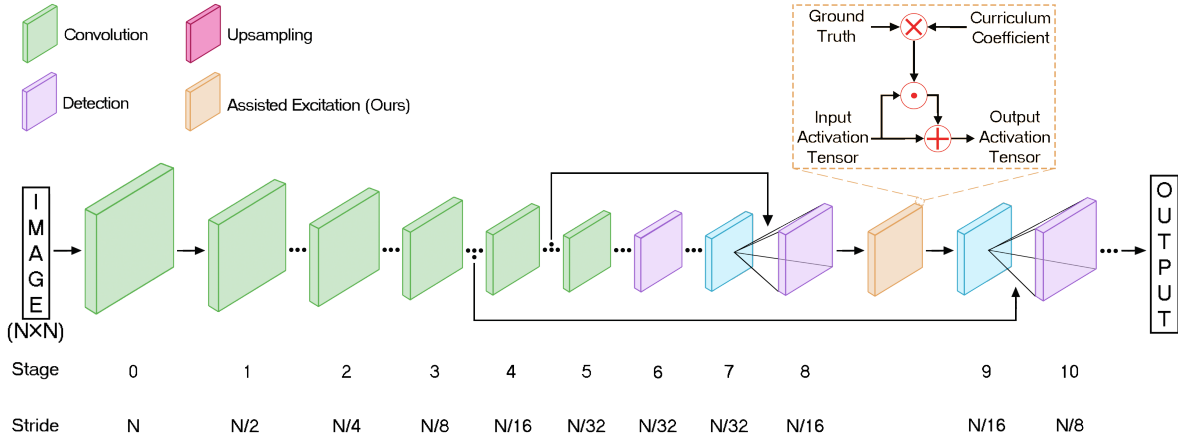 Convolution
Upsampling
Detection
Assisted Excitation (Ours)
Ground
Truth
Curriculum
Coefficient
Input
Activation
Tensor
Output
Activation
Tensor
IMAGE
(N×N)
OUTPUT
Stage 0 1 2 3 4 5 6 7 8 9 10
Stride N N/2 N/4 N/8 N/16 N/32 N/32 N/32 N/16 N/16 N/8